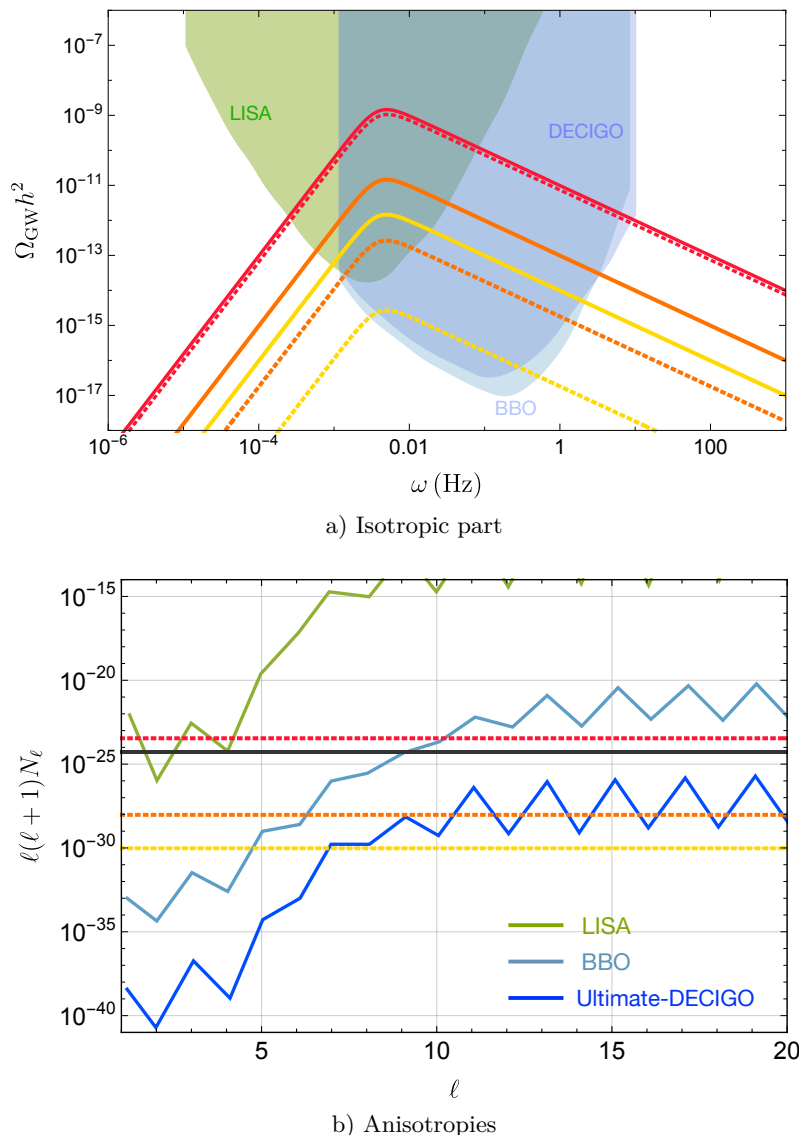 10⁻⁷
10⁻⁹
10⁻¹¹
10⁻¹³
10⁻¹⁵
10⁻¹⁷
Ω_GW h²
LISA
DECIGO
BBO
10⁻⁶ 10⁻⁴ 0.01 1 100
ω (Hz)
a) Isotropic part
10⁻¹⁵
10⁻²⁰
10⁻²⁵
10⁻³⁰
10⁻³⁵
10⁻⁴⁰
ℓ(ℓ + 1)N_ℓ
LISA
BBO
Ultimate-DECIGO
5 10 15 20
ℓ
b) Anisotropies